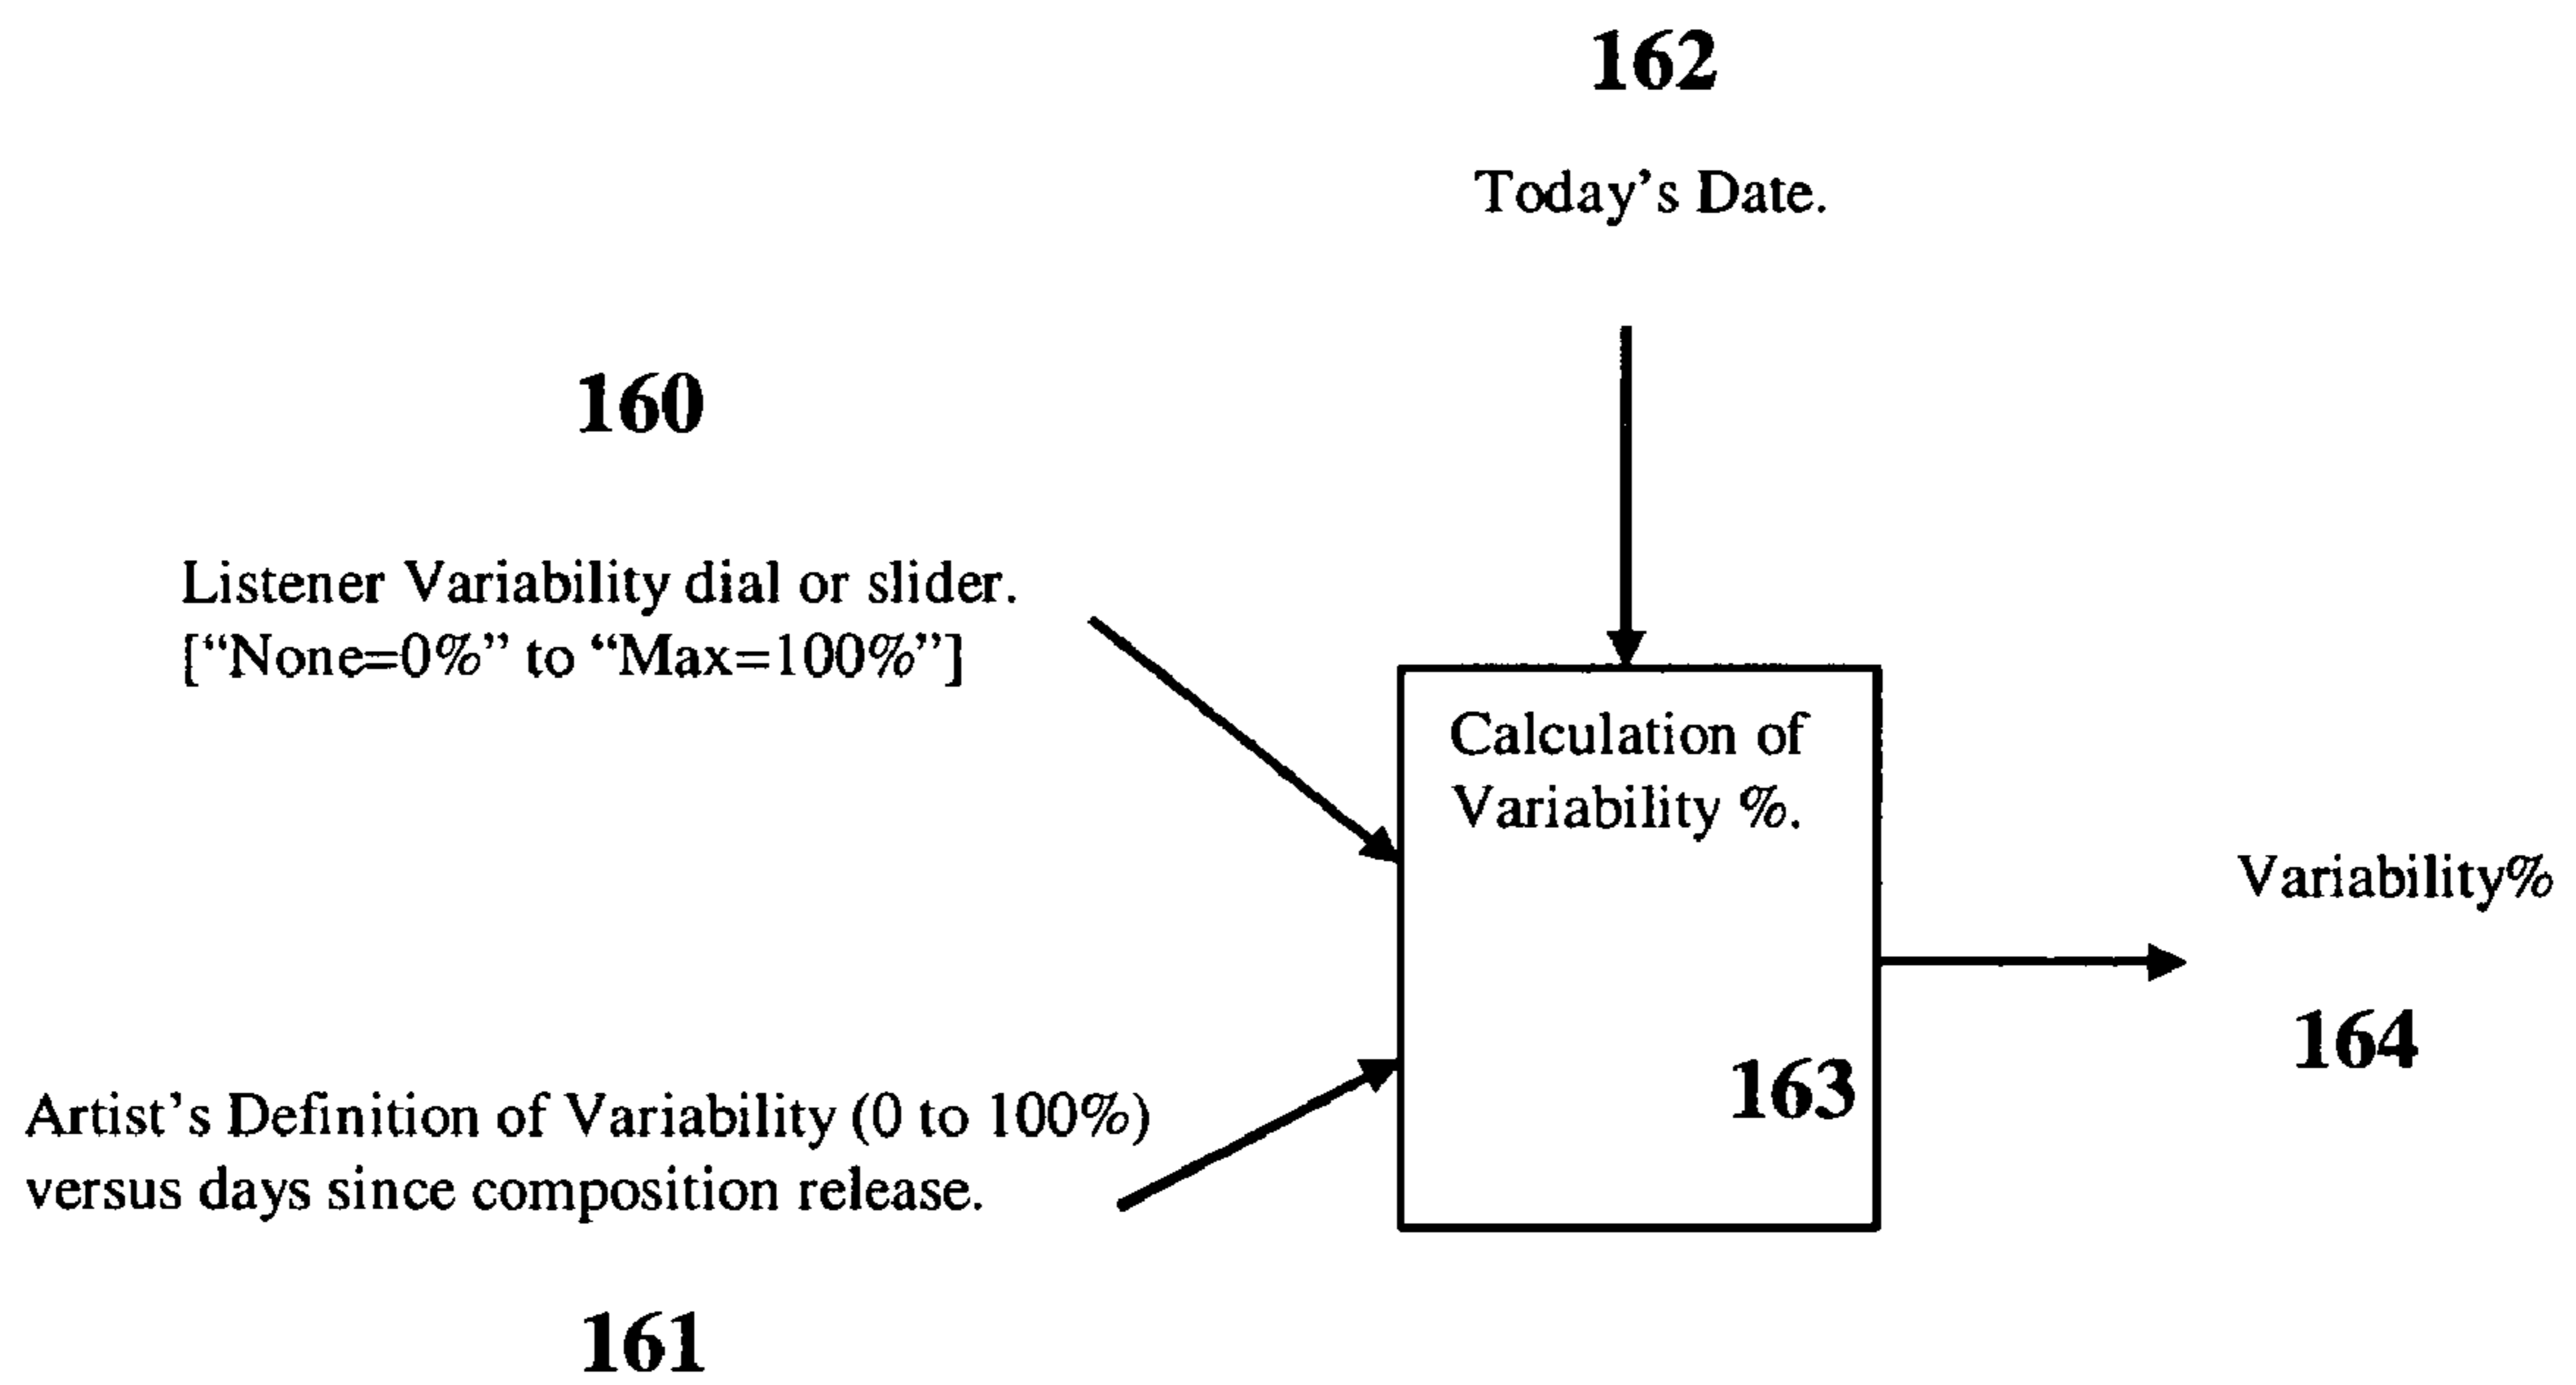 162
Today’s Date.
160
Listener Variability dial or slider.
[“None=0%” to “Max=100%”]
Calculation of
Variability %.
163
Variability%
164
Artist’s Definition of Variability (0 to 100%)
versus days since composition release.
161